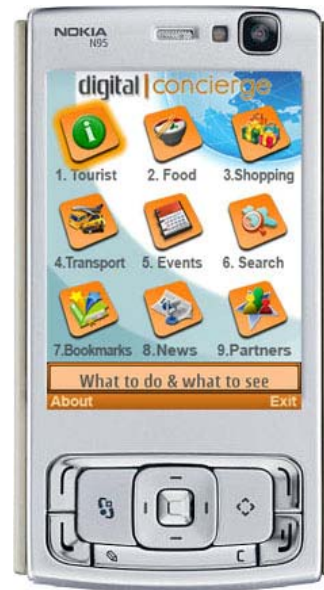 NOKIA
N95
digital|concierge
1. Tourist 2. Food 3.Shopping
4.Transport 5. Events 6. Search
7.Bookmarks 8.News 9.Partners
What to do & what to see
About Exit
C